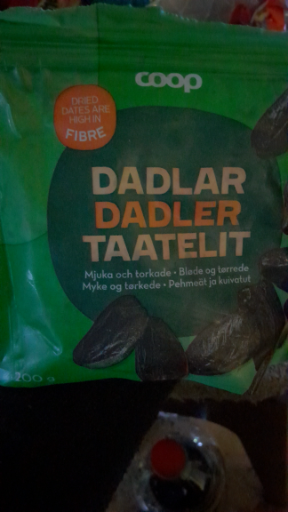 coop
DRIED
DATES ARE
HIGH IN
FIBRE
DADLAR
DADLER
TAATELIT
Mjuka och torkade • Bløde og tørrede
Myke og tørkede • Pehmeät ja kuivatut
200 g